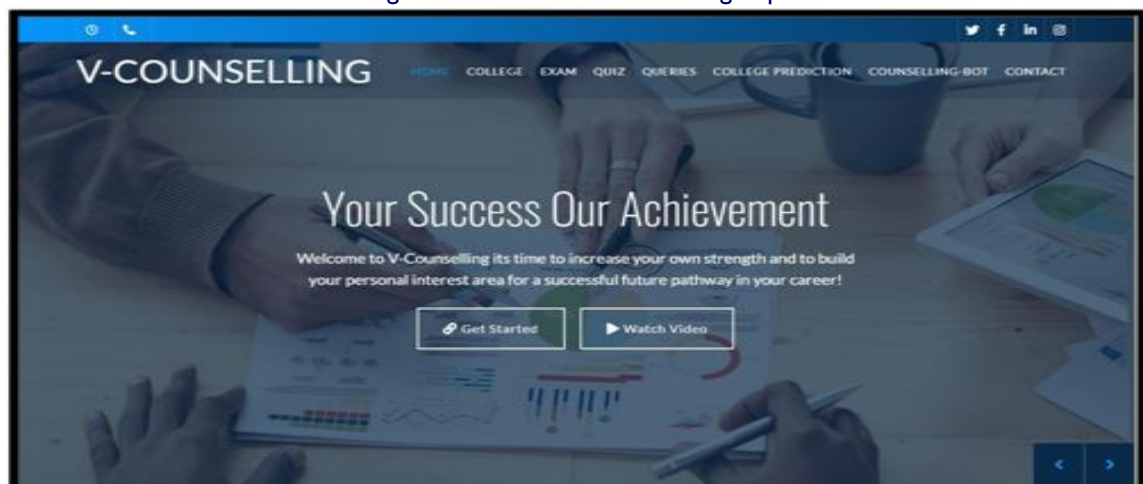 V-COUNSELLING
HOME COLLEGE EXAM QUIZ QUERIES COLLEGE PREDICTION COUNSELLING-BOT CONTACT
Your Success Our Achievement
Welcome to V-Counselling its time to increase your own strength and to build
your personal interest area for a successful future pathway in your career!
Get Started Watch Video